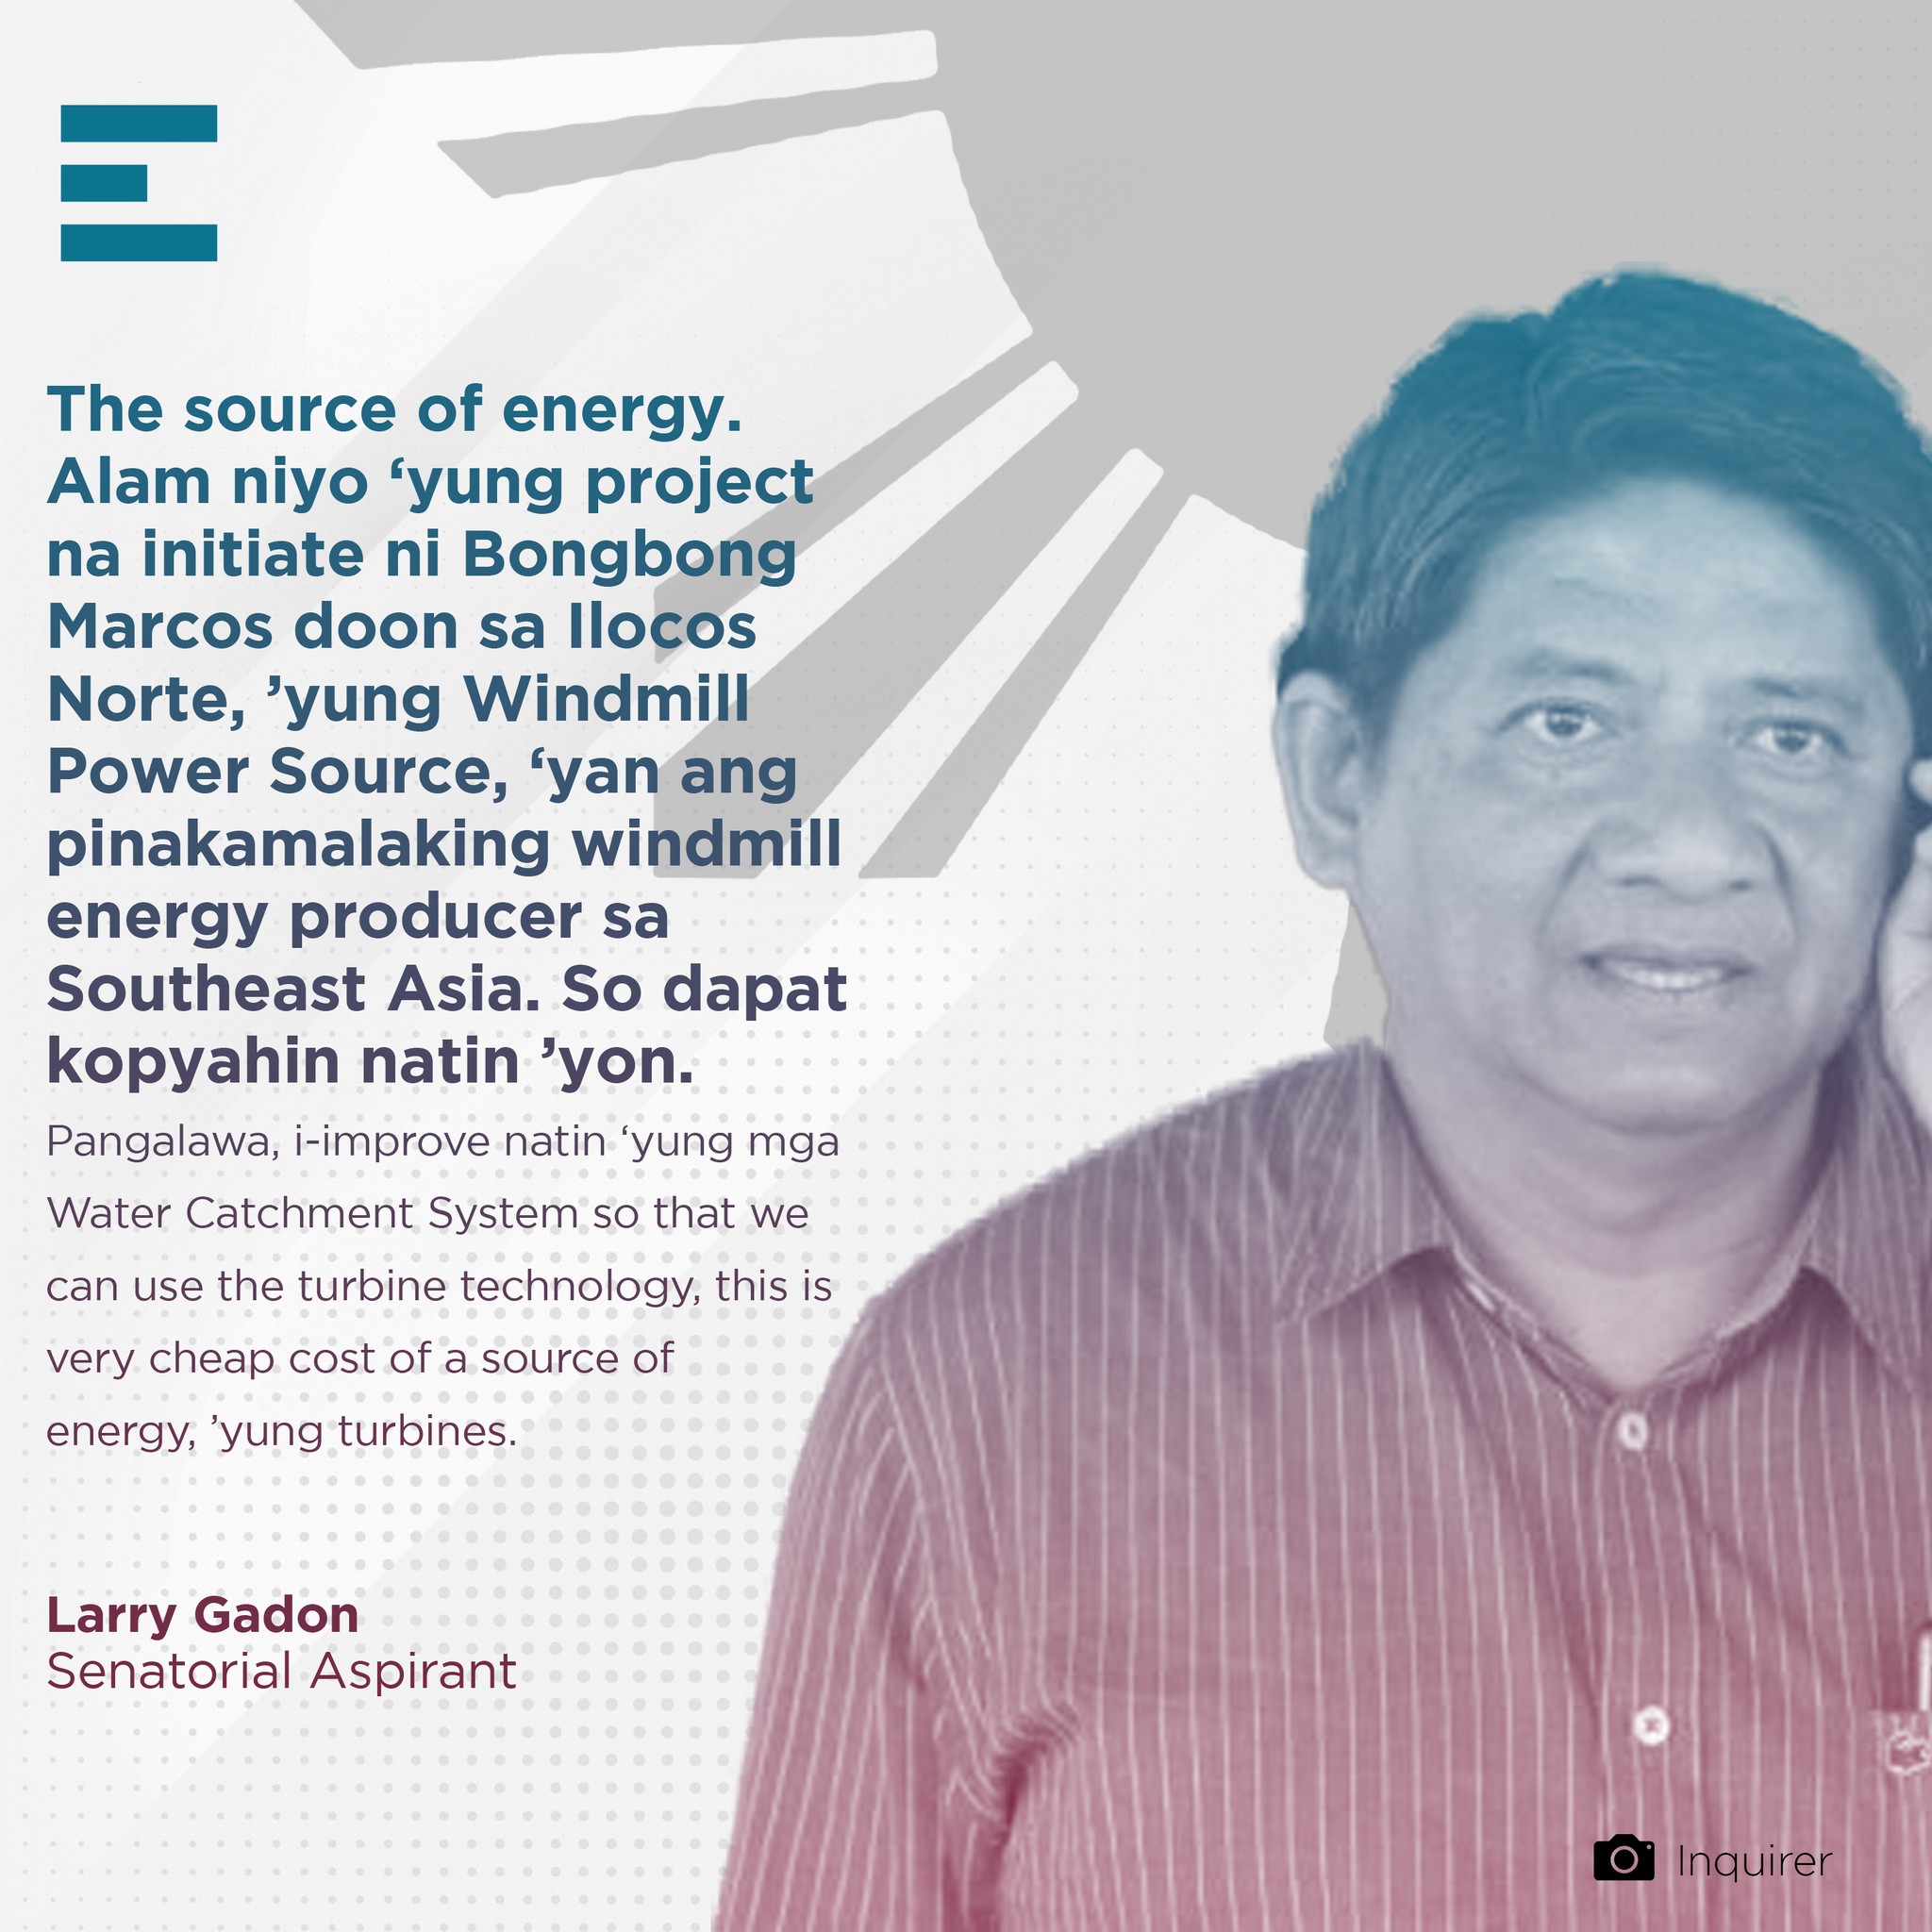 The source of energy.
Alam niyo ‘yung project
na initiate ni Bongbong
Marcos doon sa Ilocos
Norte, ’yung Windmill
Power Source, ‘yan ang
pinakamalaking windmill
energy producer sa
Southeast Asia. So dapat
kopyahin natin ’yon.
Pangalawa, i-improve natin ‘yung mga
Water Catchment System so that we
can use the turbine technology, this is
very cheap cost of a source of
energy, ’yung turbines.
Larry Gadon
Senatorial Aspirant
Inquirer